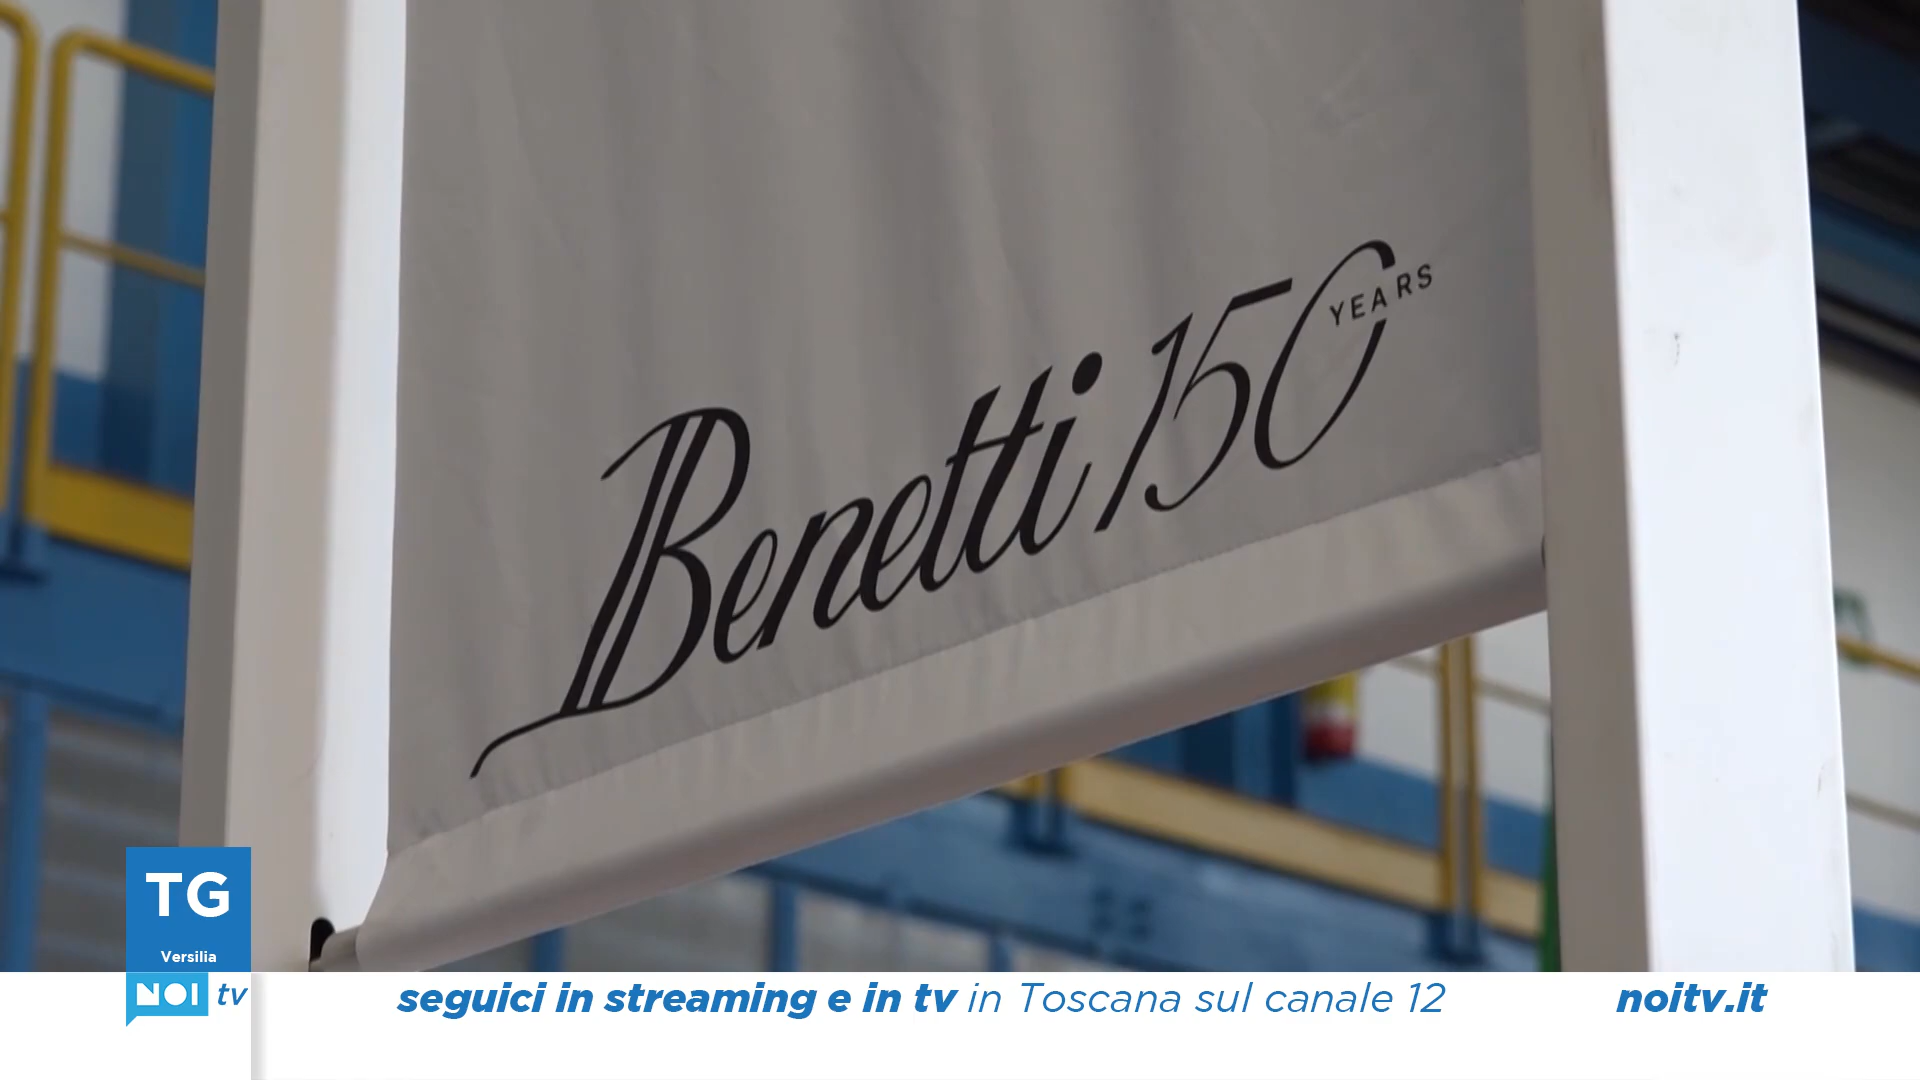 Benetti 150 YEARS
TG
Versilia
NOI tv
seguici in streaming e in tv in Toscana sul canale 12
noitv.it